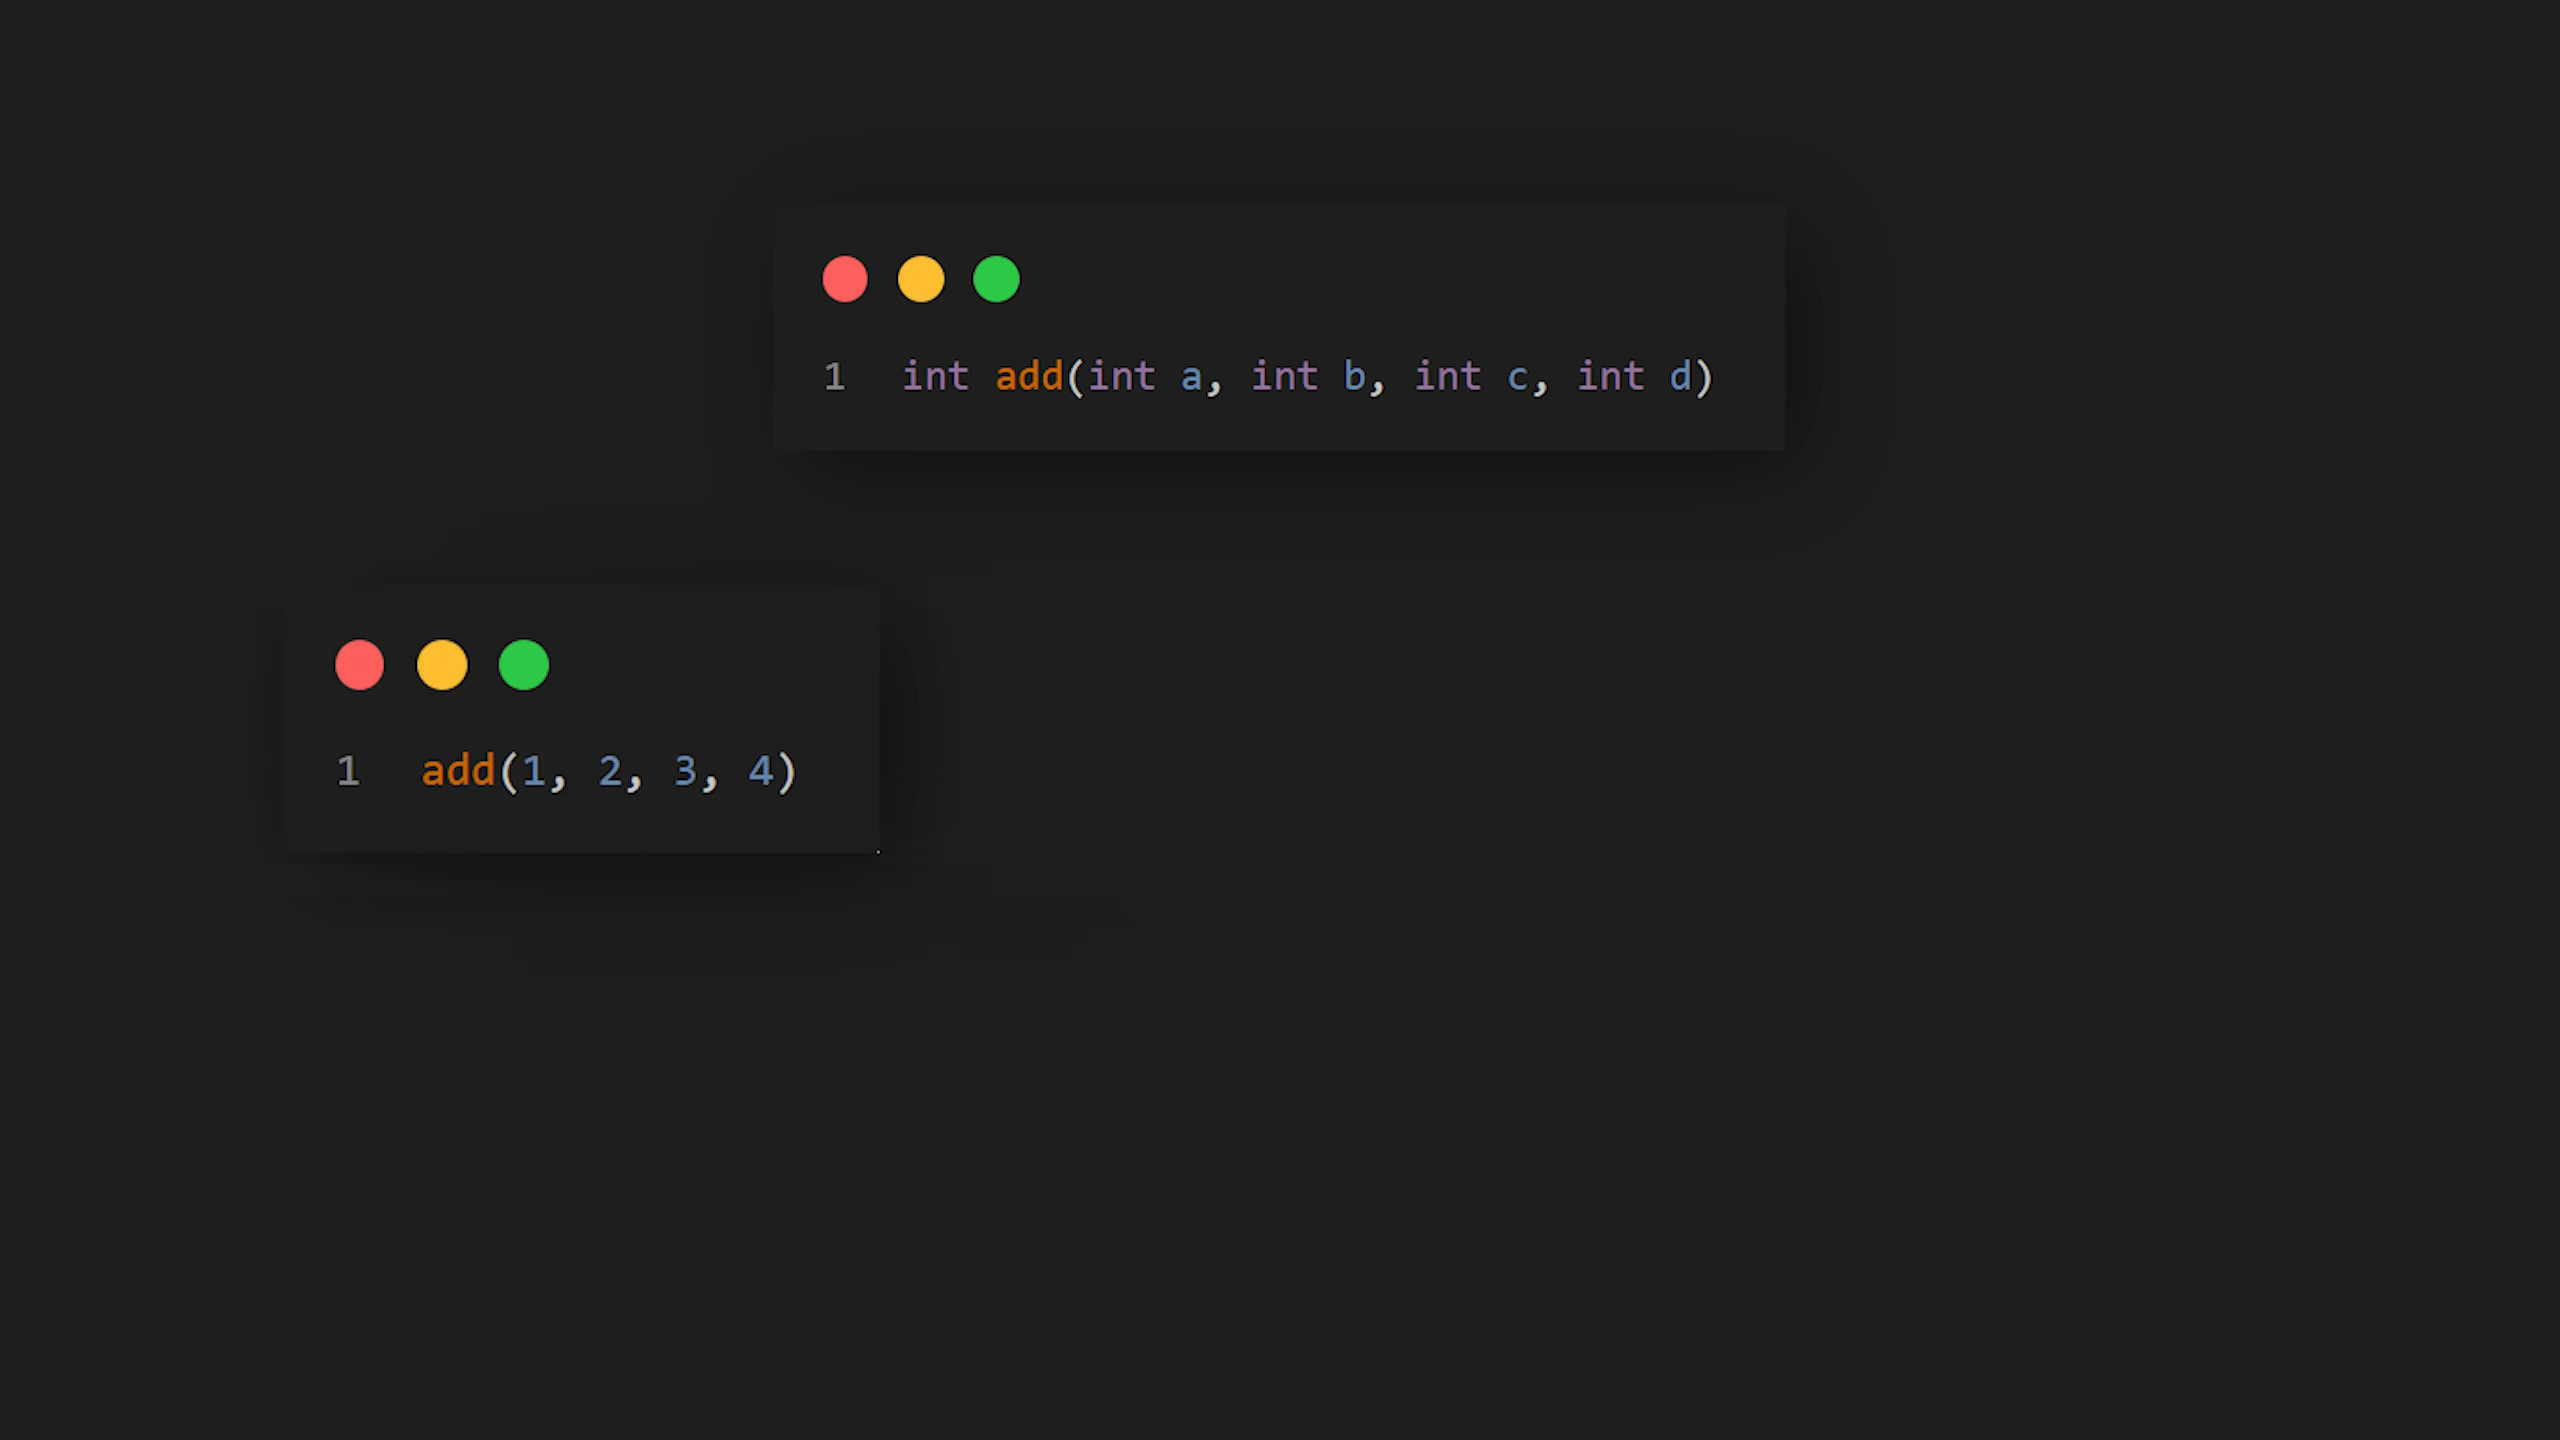 1 int add(int a, int b, int c, int d)
1 add(1, 2, 3, 4)